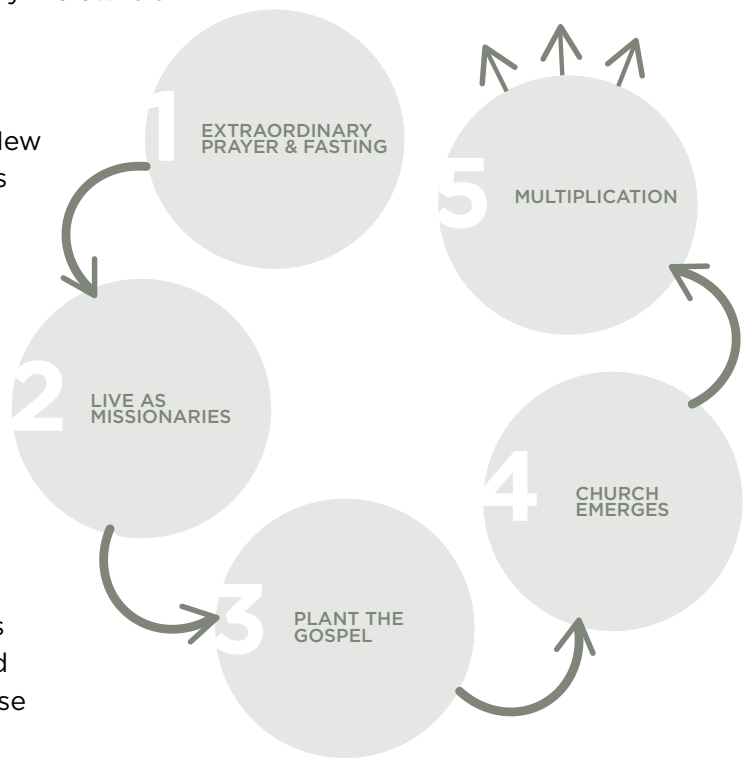 1
EXTRAORDINARY
PRAYER & FASTING
2
LIVE AS
MISSIONARIES
3
PLANT THE
GOSPEL
4
CHURCH
EMERGES
5
MULTIPLICATION